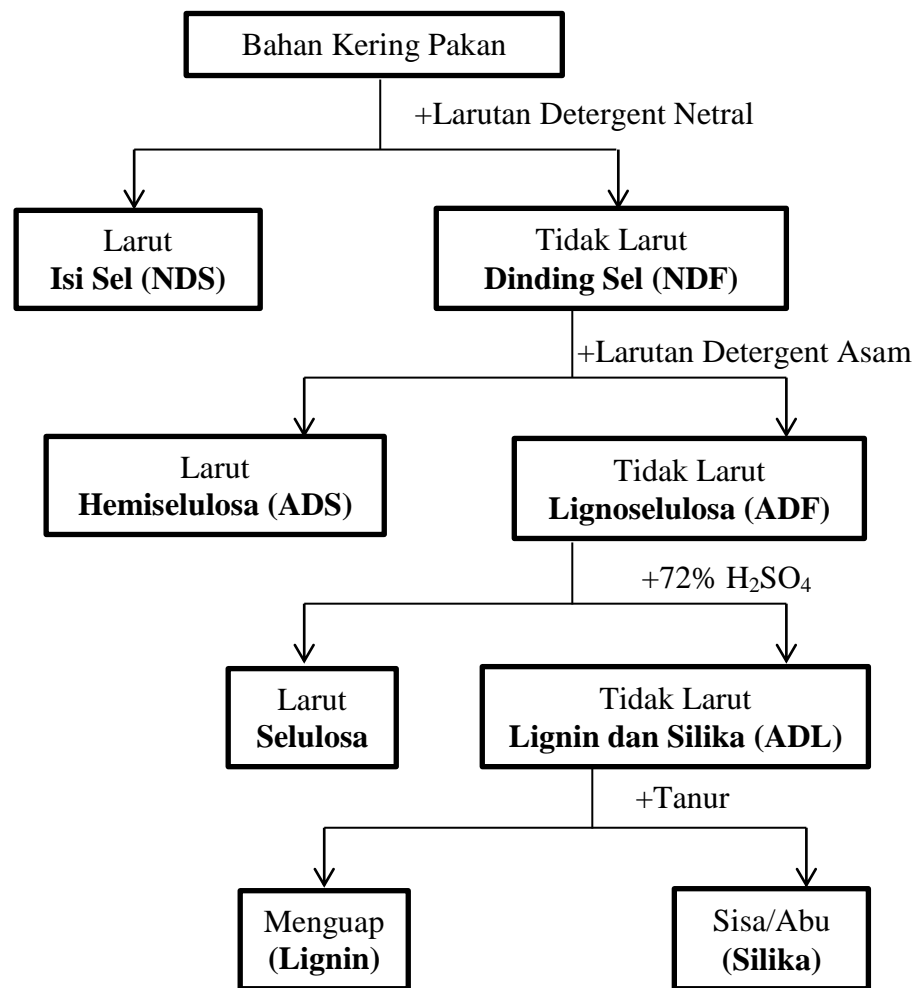 Bahan Kering Pakan
+Larutan Detergent Netral
Larut
Isi Sel (NDS)
Tidak Larut
Dinding Sel (NDF)
+Larutan Detergent Asam
Larut
Hemiselulosa (ADS)
Tidak Larut
Lignoselulosa (ADF)
+72% H₂SO₄
Larut
Selulosa
Tidak Larut
Lignin dan Silika (ADL)
+Tanur
Menguap
(Lignin)
Sisa/Abu
(Silika)